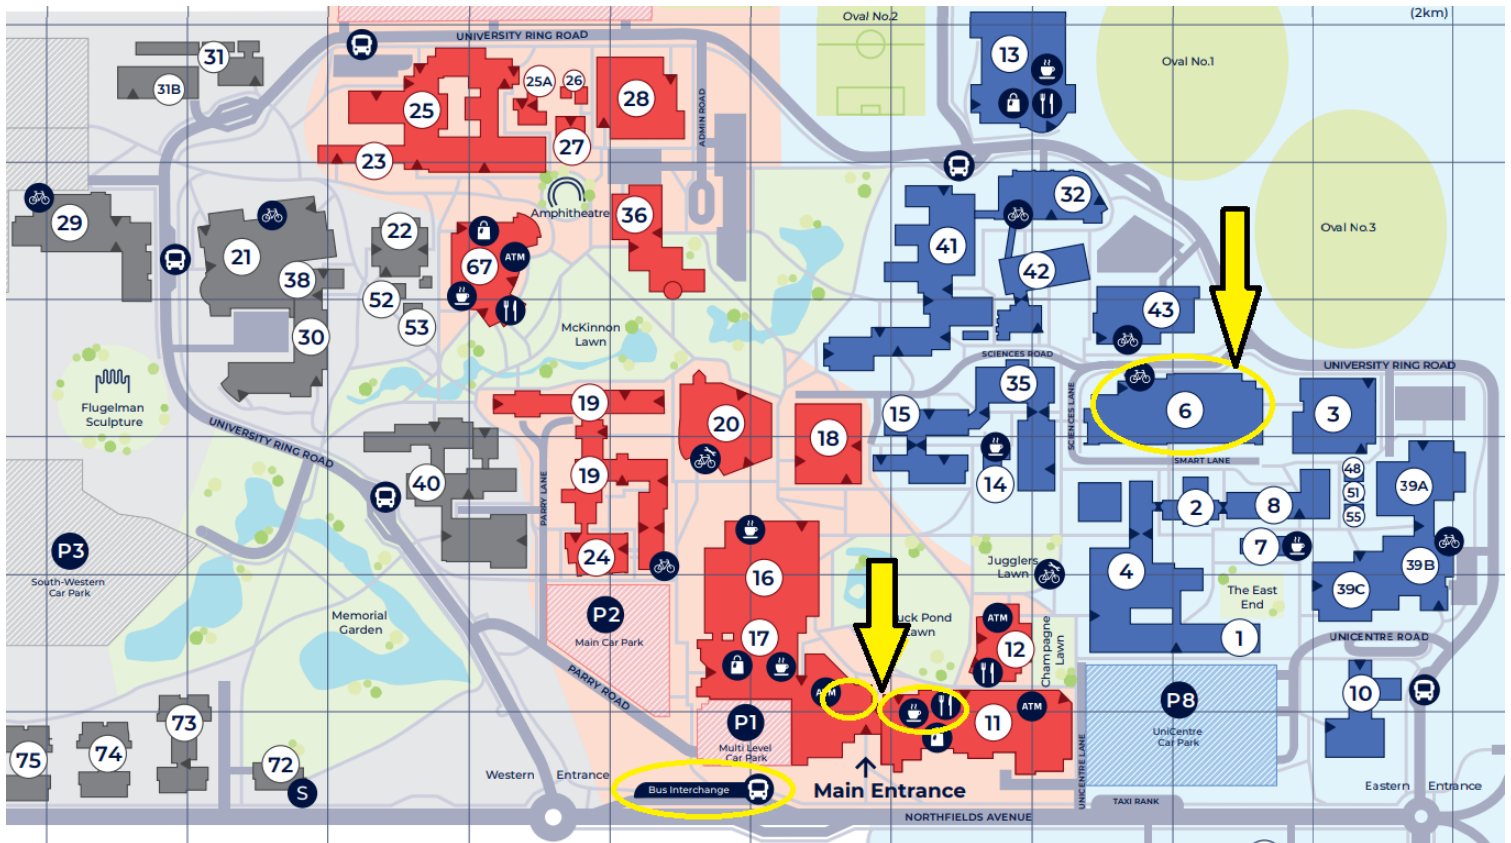 (2km)
Oval No.2
UNIVERSITY RING ROAD
31
13
25A
26
Oval No.1
31B
25
28
ADMIN ROAD
27
23
32
29
Amphitheatre
36
22
Oval No.3
21
41
67
ATM
42
38
52
43
53
30
McKinnon
Lawn
SCIENCES ROAD
UNIVERSITY RING ROAD
35
Flugelman
Sculpture
19
SCIENCES LANE
6
3
15
20
18
UNIVERSITY RING ROAD
SMART LANE
48
19
40
PARRY LANE
14
39A
51
2
8
55
P3
24
7
39B
South-Western
Car Park
16
Jugglers
Lawn
4
The East
End
39C
P2
Memorial
Garden
uck Pond
Lawn
ATM
Main Car Park
17
12
Champagne
Lawn
1
UNICENTRE ROAD
PARRY ROAD
ATM
10
P8
73
P1
11
ATM
UniCentre
Car Park
75
74
Multi Level
Car Park
72
UNICENTRE LANE
Western Entrance
S
Bus Interchange
Main Entrance
Eastern Entrance
TAXI RANK
NORTHFIELDS AVENUE